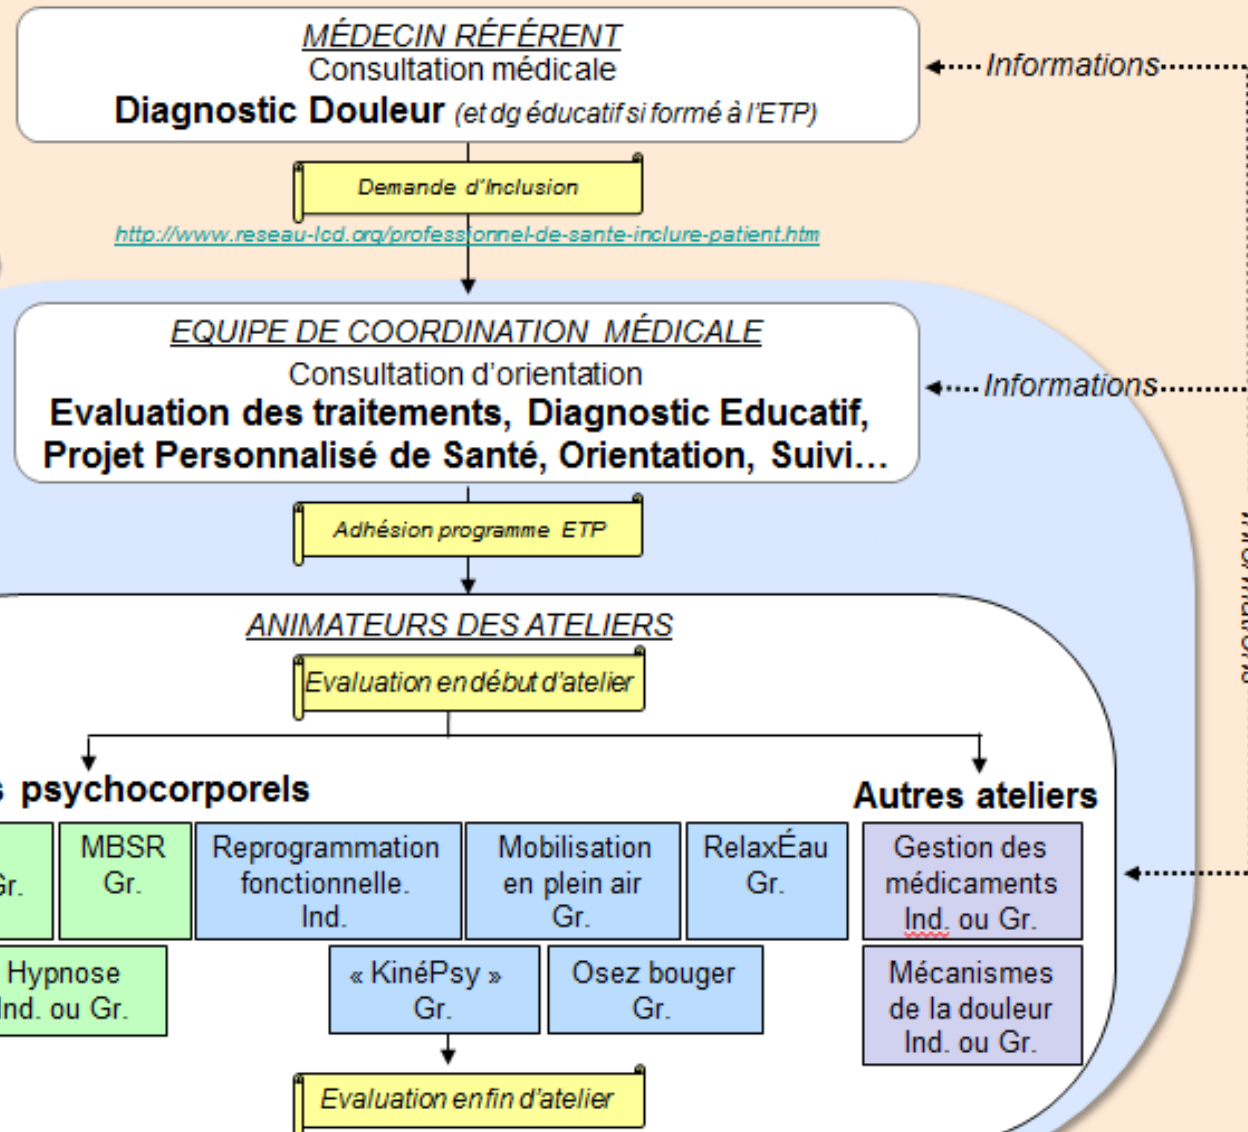 MÉDECIN RÉFÉRENT
Consultation médicale
Diagnostic Douleur (et dg éducatif si formé à l'ETP)
Informations
Demande d'Inclusion
http://www.reseau-lcd.org/professionnel-de-sante-inclure-patient.htm
EQUIPE DE COORDINATION MÉDICALE
Consultation d'orientation
Evaluation des traitements, Diagnostic Educatif,
Projet Personnalisé de Santé, Orientation, Suivi...
Informations
Adhésion programme ETP
ANIMATEURS DES ATELIERS
Evaluation en début d'atelier
psychocorporels
Autres ateliers
Gr.
MBSR
Gr.
Reprogrammation
fonctionnelle.
Ind.
Mobilisation
en plein air
Gr.
RelaxÉau
Gr.
Gestion des
médicaments
Ind. ou Gr.
Hypnose
Ind. ou Gr.
« KinéPsy »
Gr.
Osez bouger
Gr.
Mécanismes
de la douleur
Ind. ou Gr.
Evaluation en fin d'atelier